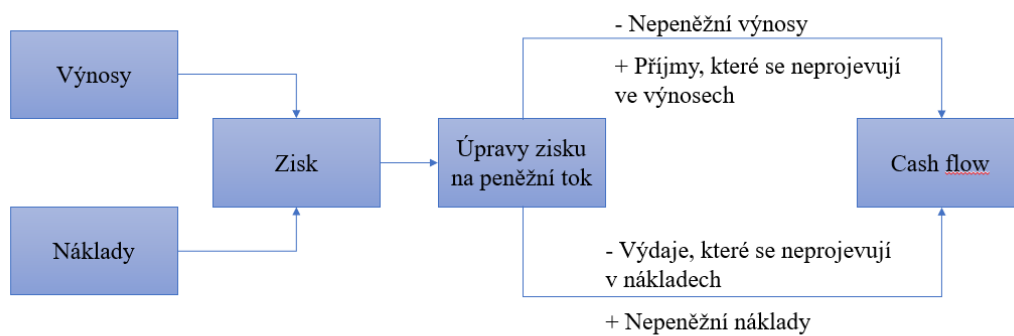 Výnosy
Náklady
Zisk
Úpravy zisku
na peněžní tok
- Nepeněžní výnosy
+ Příjmy, které se neprojevují
ve výnosech
- Výdaje, které se neprojevují
v nákladech
+ Nepeněžní náklady
Cash flow